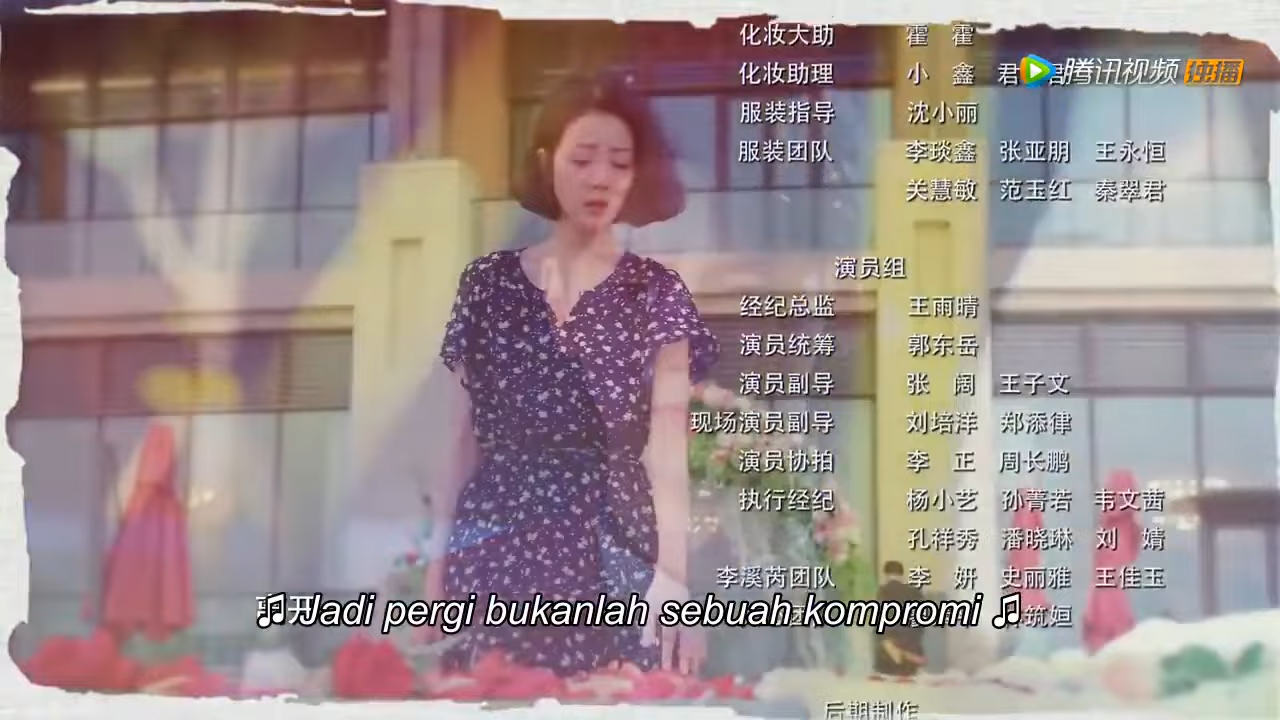 化妆大助 霍 霍
腾讯视频 独播
化妆助理 小 鑫 君
服装指导 沈小丽
服装团队 李琰鑫 张亚朋 王永恒
关慧敏 范玉红 秦翠君
演员组
经纪总监 王雨晴
演员统筹 郭东岳
演员副导 张 阔 王子文
现场演员副导 刘培洋 郑添律
演员协拍 李 正 周长鹏
执行经纪 杨小艺 孙菁若 韦文茜
孔祥秀 潘晓琳 刘 婧
李溪芮团队 李 妍 史丽雅 王佳玉
♫ Jadi pergi bukanlah sebuah kompromi ♫
筑姮
后期制作